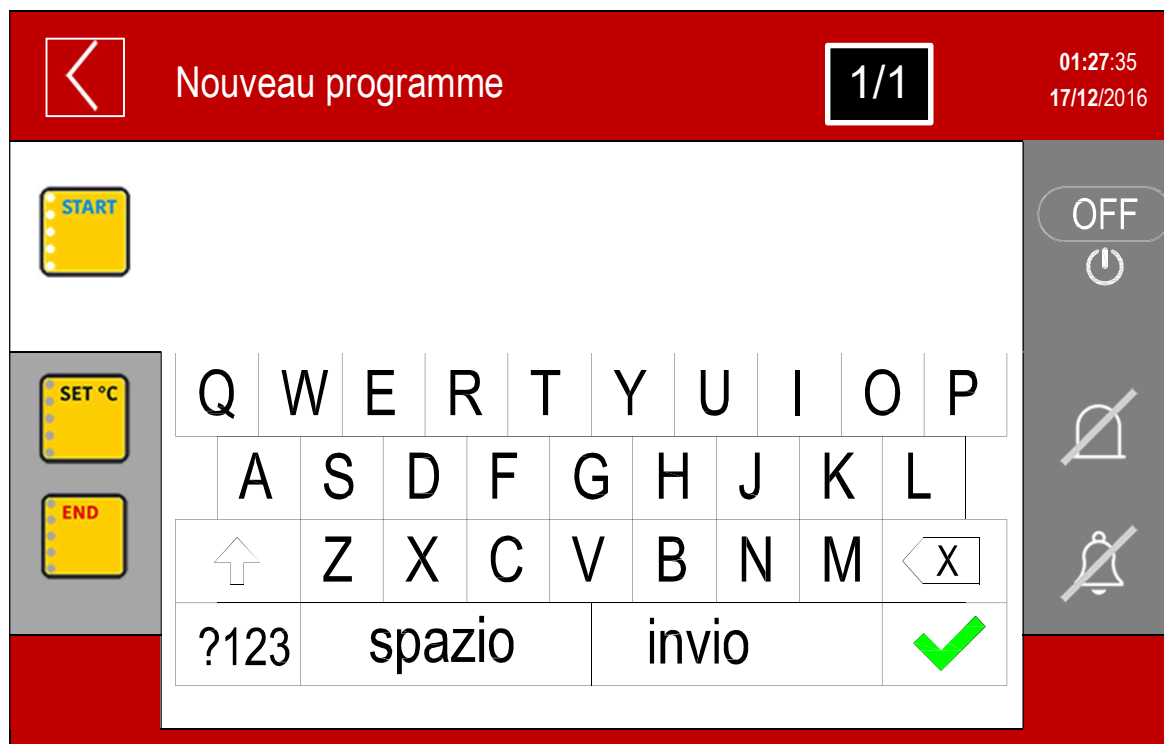 Nouveau programme
1/1
01:27:35
17/12/2016
START
OFF
SET °C
END
Q W E R T Y U I O P
A S D F G H J K L
Z X C V B N M X
?123 spazio invio